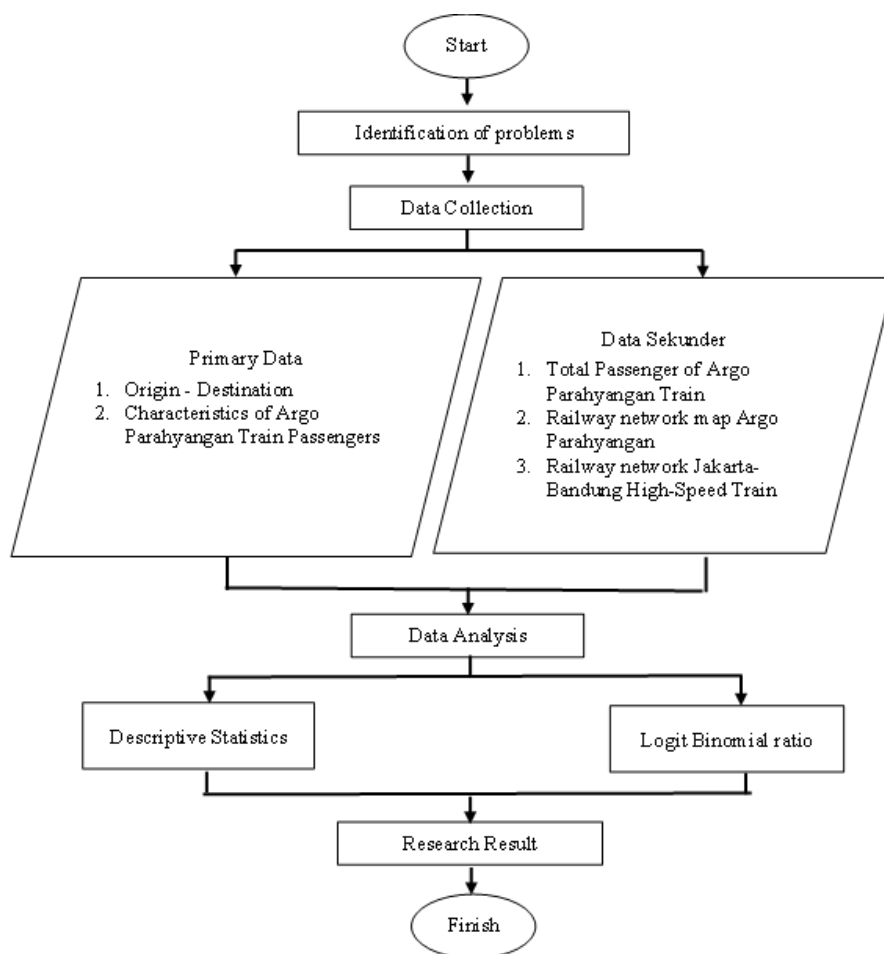 Start
Identification of problems
Data Collection
Primary Data
1. Origin - Destination
2. Characteristics of Argo
Parahyangan Train Passengers
Data Sekunder
1. Total Passenger of Argo
Parahyangan Train
2. Railway network map Argo
Parahyangan
3. Railway network Jakarta-
Bandung High-Speed Train
Data Analysis
Descriptive Statistics
Logit Binomial ratio
Research Result
Finish